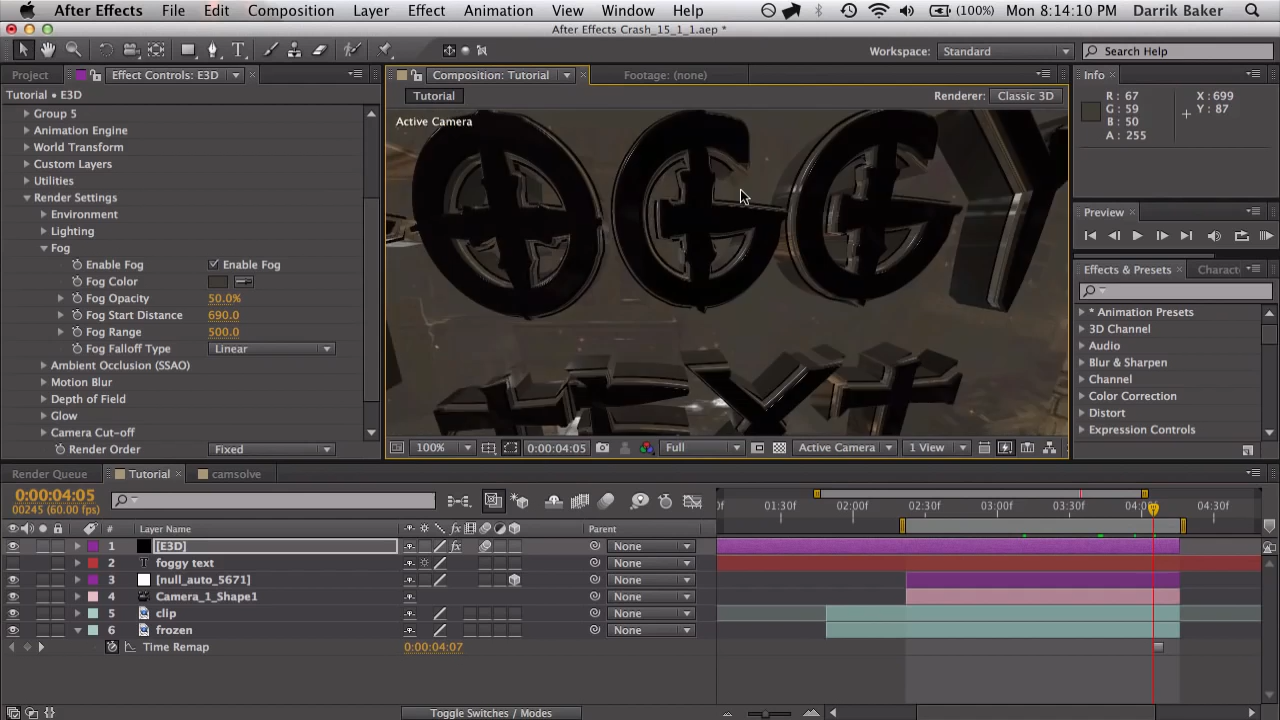 After Effects File Edit Composition Layer Effect Animation View Window Help (100%) Mon 8:14:10 PM Darrik Baker
After Effects Crash_15_1_1.aep *
Workspace: Standard Search Help
Project Effect Controls: E3D Composition: Tutorial Footage: (none) Info
Tutorial • E3D Tutorial Renderer: Classic 3D R : 67 X : 699
Group 5 G : 59 Y : 87
Active Camera B : 50
A : 255
Animation Engine
World Transform
Custom Layers
Utilities
Render Settings
Environment Preview
Lighting
Fog
Enable Fog Enable Fog Effects & Presets Charact
Fog Color
Fog Opacity 50.0%
Fog Start Distance 690.0
Fog Range 500.0
Fog Falloff Type Linear
Ambient Occlusion (SSAO)
Motion Blur
Depth of Field
Glow
Camera Cut-off
Render Order Fixed
OGGY
TEXT
* Animation Presets
3D Channel
Audio
Blur & Sharpen
Channel
Color Correction
Distort
Expression Controls
100% 0:00:04:05 Full Active Camera 1 View
Render Queue Tutorial camsolve
0:00:04:05
00245 (60.00 fps)
0f 01:30f 02:00f 02:30f 03:00f 03:30f 04:0 04:30f
# Layer Name fx Parent
1 [E3D] fx None
2 T foggy text None
3 [null_auto_5671] None
4 Camera_1_Shape1 None
5 clip None
6 frozen None
Time Remap 0:00:04:07
Toggle Switches / Modes